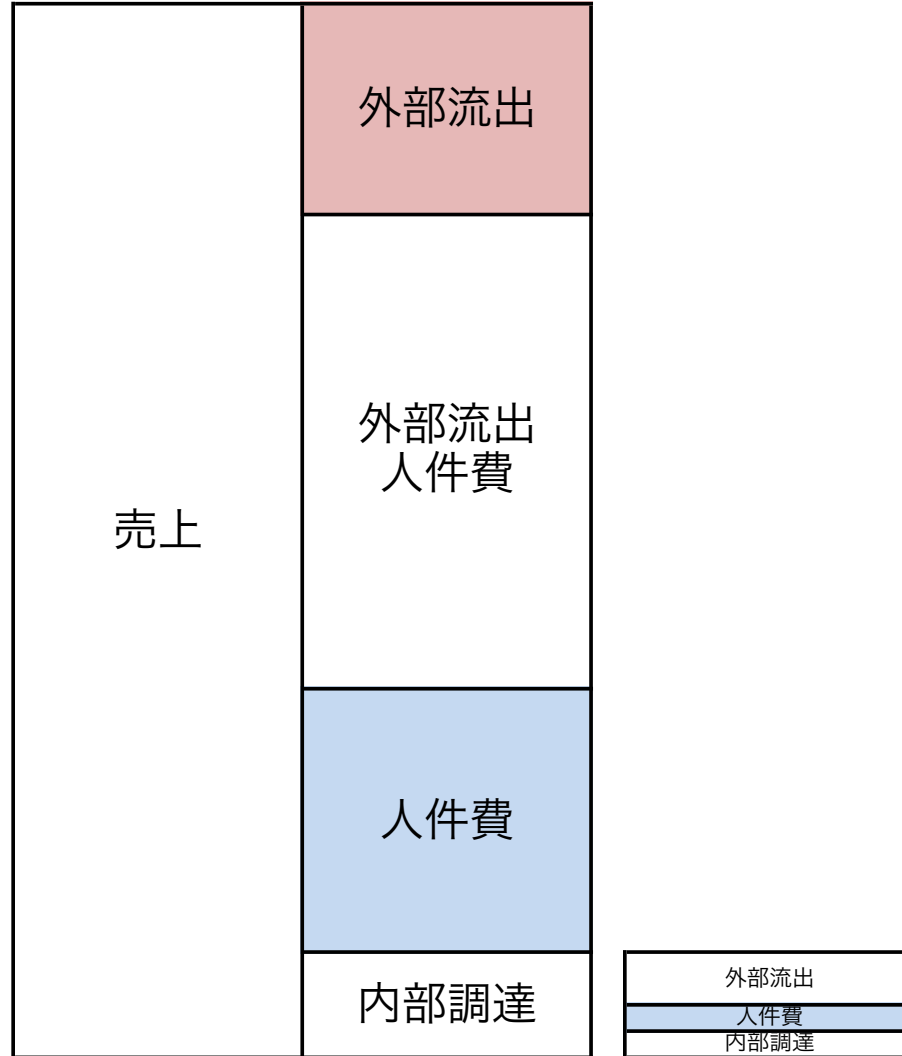 外部流出
外部流出
人件費
売上
人件費
内部調達
外部流出
人件費
内部調達